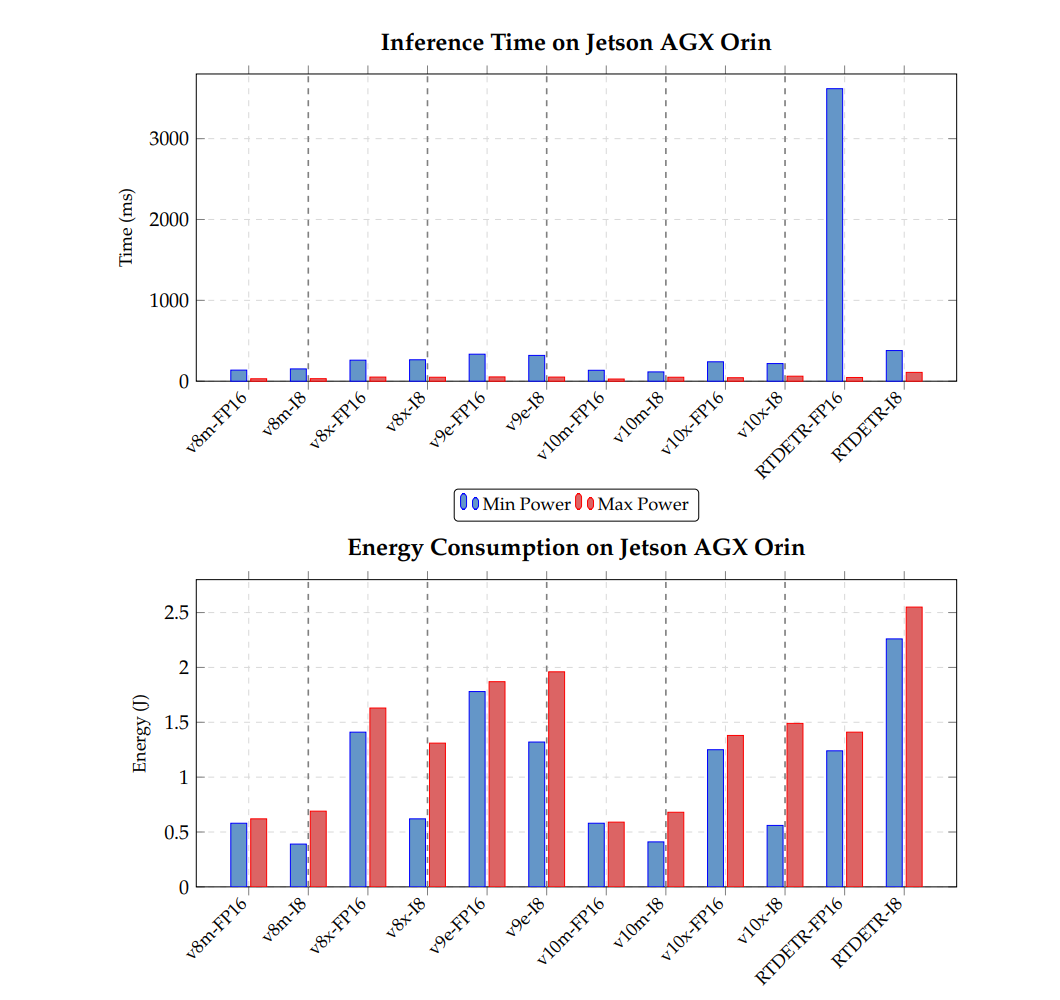 Inference Time on Jetson AGX Orin
Time (ms)
3000
2000
1000
0
v8m-FP16
v8m-I8
v8x-FP16
v8x-I8
v9e-FP16
v9e-I8
v10m-FP16
v10m-I8
v10x-FP16
v10x-I8
RTDETR-FP16
RTDETR-I8
Min Power Max Power
Energy Consumption on Jetson AGX Orin
Energy (J)
2.5
2
1.5
1
0.5
0
v8m-FP16
v8m-I8
v8x-FP16
v8x-I8
v9e-FP16
v9e-I8
v10m-FP16
v10m-I8
v10x-FP16
v10x-I8
RTDETR-FP16
RTDETR-I8